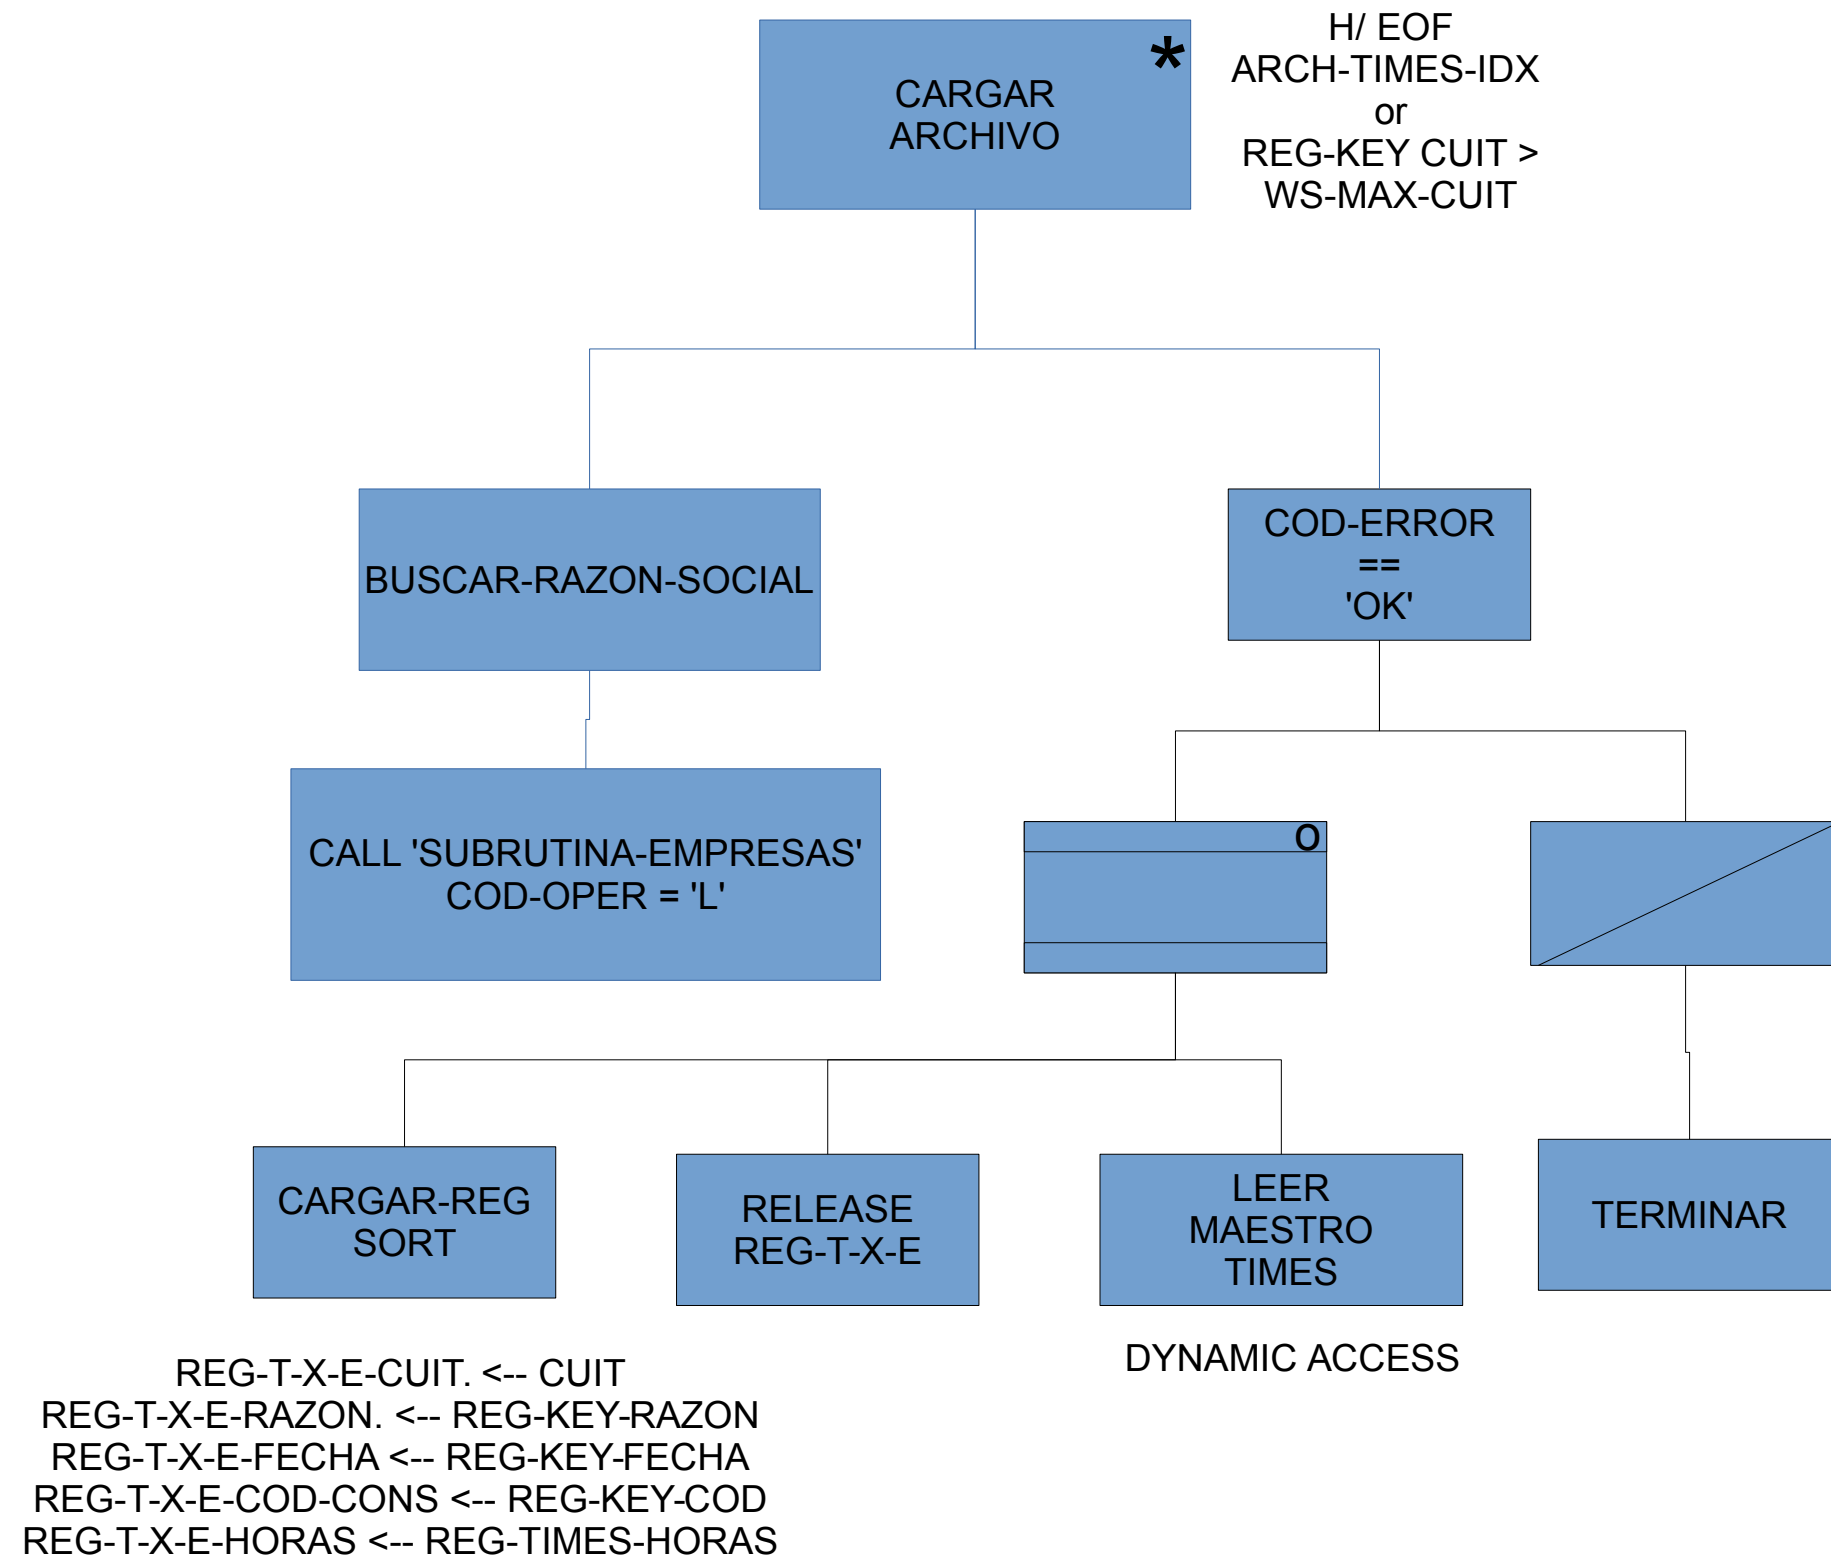 CARGAR
ARCHIVO
*
H/ EOF
ARCH-TIMES-IDX
or
REG-KEY CUIT >
WS-MAX-CUIT
BUSCAR-RAZON-SOCIAL
COD-ERROR
==
'OK'
CALL 'SUBRUTINA-EMPRESAS'
COD-OPER = 'L'
o
CARGAR-REG
SORT
RELEASE
REG-T-X-E
LEER
MAESTRO
TIMES
TERMINAR
DYNAMIC ACCESS
REG-T-X-E-CUIT. <-- CUIT
REG-T-X-E-RAZON. <-- REG-KEY-RAZON
REG-T-X-E-FECHA <-- REG-KEY-FECHA
REG-T-X-E-COD-CONS <-- REG-KEY-COD
REG-T-X-E-HORAS <-- REG-TIMES-HORAS